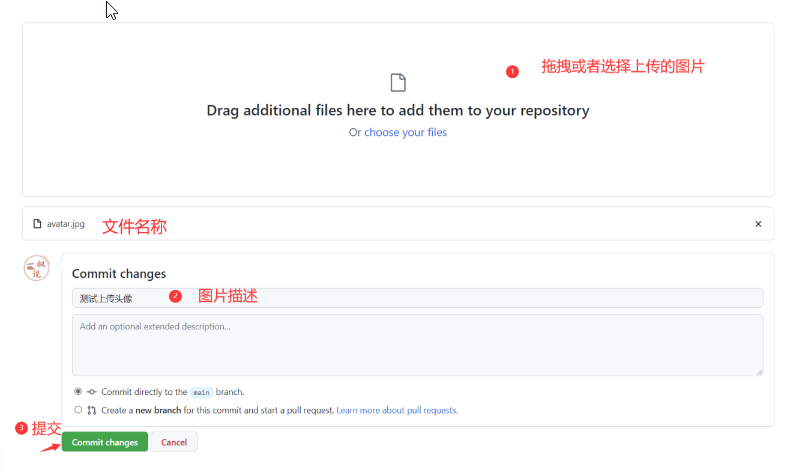 1 拖拽或者选择上传的图片
Drag additional files here to add them to your repository
Or choose your files
avatar.jpg 文件名称
Commit changes
测试上传头像 2 图片描述
Add an optional extended description...
Commit directly to the main branch.
Create a new branch for this commit and start a pull request. Learn more about pull requests.
3 提交
Commit changes Cancel